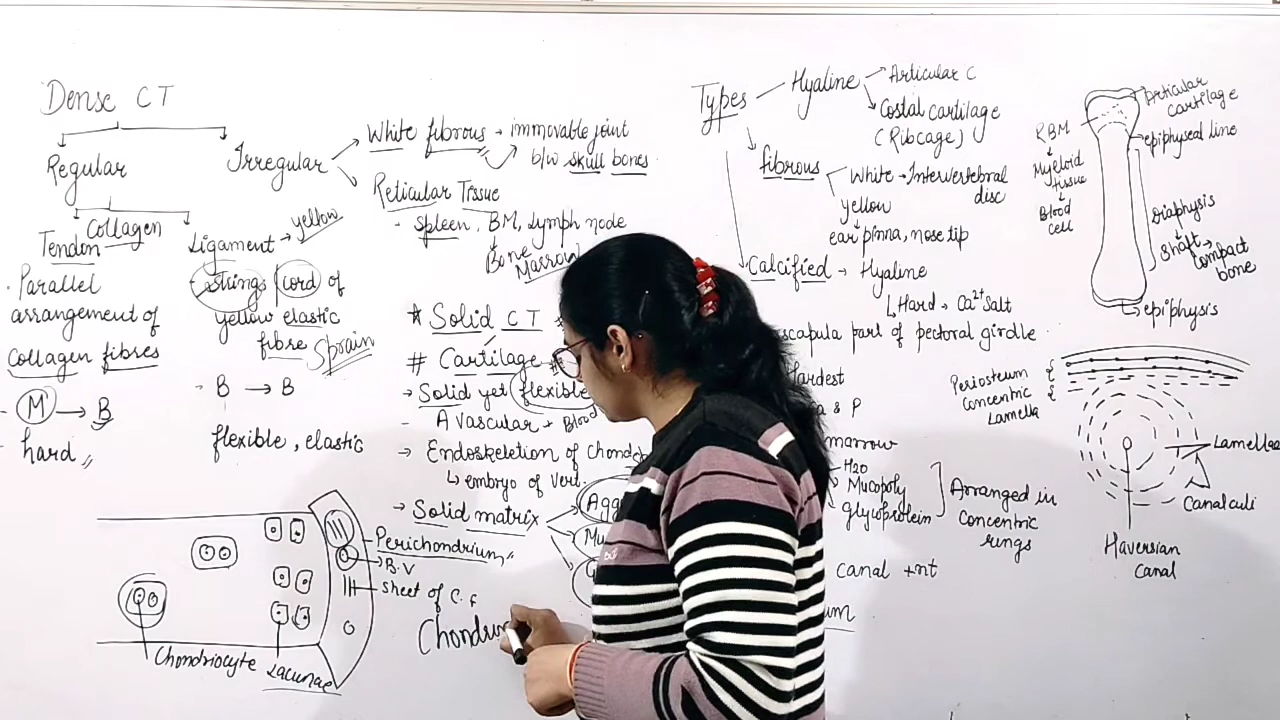 Dense CT
Regular
Irregular
White fibrous → immovable joint
b/w skull bones
Reticular Tissue
- spleen, BM, Lymph node
Bone
Marrow
Collagen
Tendon
Ligament → yellow
. Parallel
arrangement of
collagen fibres
- M → B
- hard
- Strings / cord of
yellow elastic
fibre
Sprain
- B → B
flexible, elastic
* Solid CT
# Cartilage
→ Solid yet flexible
- A vascular + Blood
→ Endoskeleton of
↳ embryo of Vert.
→ Solid matrix
Perichondrium
B.V
sheet of C.F
Chondriocyte
Lacunae
Types
Hyaline
Articular C
Costal cartilage
(Ribcage)
fibrous
White → Intervertebral
disc
yellow
ear pinna, nose tip
Calcified → Hyaline
↳ Hard → Ca2+ Salt
scapula part of pectoral girdle
& P
marrow
H2O
Mucopoly
glycoprotein
Arranged in
concentric
rings
canal +nt
RBM
Myeloid
tissue
Blood
cell
Articular
cartilage
epiphyseal line
Diaphysis
Shaft →
compact
bone
epiphysis
Periosteum
concentric
Lamella
Lamellae
Canalculi
Haversian
canal